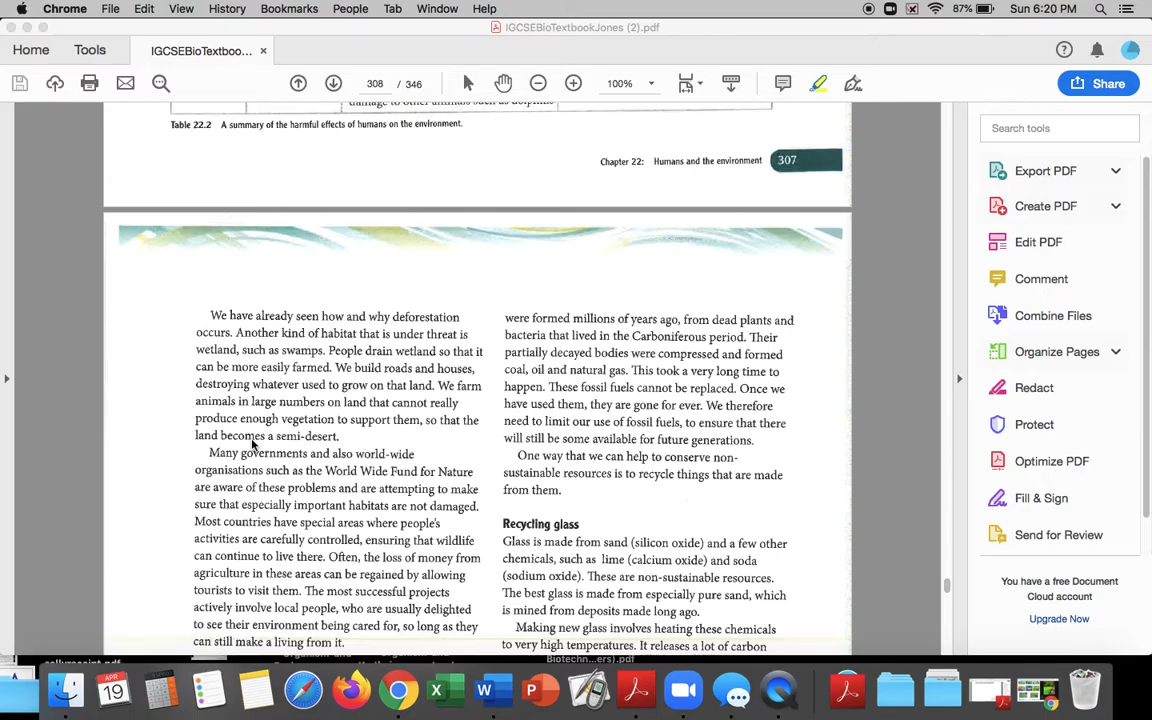 Chrome File Edit View History Bookmarks People Tab Window Help 87% Sun 6:20 PM
IGCSEBioTextbookJones (2).pdf
Home Tools IGCSEBioTextboo... ×
308 / 346 100% Share
damage to other animals such as dolphins
Table 22.2 A summary of the harmful effects of humans on the environment.
Chapter 22: Humans and the environment 307
We have already seen how and why deforestation
occurs. Another kind of habitat that is under threat is
wetland, such as swamps. People drain wetland so that it
can be more easily farmed. We build roads and houses,
destroying whatever used to grow on that land. We farm
animals in large numbers on land that cannot really
produce enough vegetation to support them, so that the
land becomes a semi-desert.
Many governments and also world-wide
organisations such as the World Wide Fund for Nature
are aware of these problems and are attempting to make
sure that especially important habitats are not damaged.
Most countries have special areas where people's
activities are carefully controlled, ensuring that wildlife
can continue to live there. Often, the loss of money from
agriculture in these areas can be regained by allowing
tourists to visit them. The most successful projects
actively involve local people, who are usually delighted
to see their environment being cared for, so long as they
can still make a living from it.
were formed millions of years ago, from dead plants and
bacteria that lived in the Carboniferous period. Their
partially decayed bodies were compressed and formed
coal, oil and natural gas. This took a very long time to
happen. These fossil fuels cannot be replaced. Once we
have used them, they are gone for ever. We therefore
need to limit our use of fossil fuels, to ensure that there
will still be some available for future generations.
One way that we can help to conserve non-
sustainable resources is to recycle things that are made
from them.
Recycling glass
Glass is made from sand (silicon oxide) and a few other
chemicals, such as lime (calcium oxide) and soda
(sodium oxide). These are non-sustainable resources.
The best glass is made from especially pure sand, which
is mined from deposits made long ago.
Making new glass involves heating these chemicals
to very high temperatures. It releases a lot of carbon
Search tools
Export PDF
Create PDF
Edit PDF
Comment
Combine Files
Organize Pages
Redact
Protect
Optimize PDF
Fill & Sign
Send for Review
You have a free Document
Cloud account
Upgrade Now
Biotechn...ers).pdf
APR
19